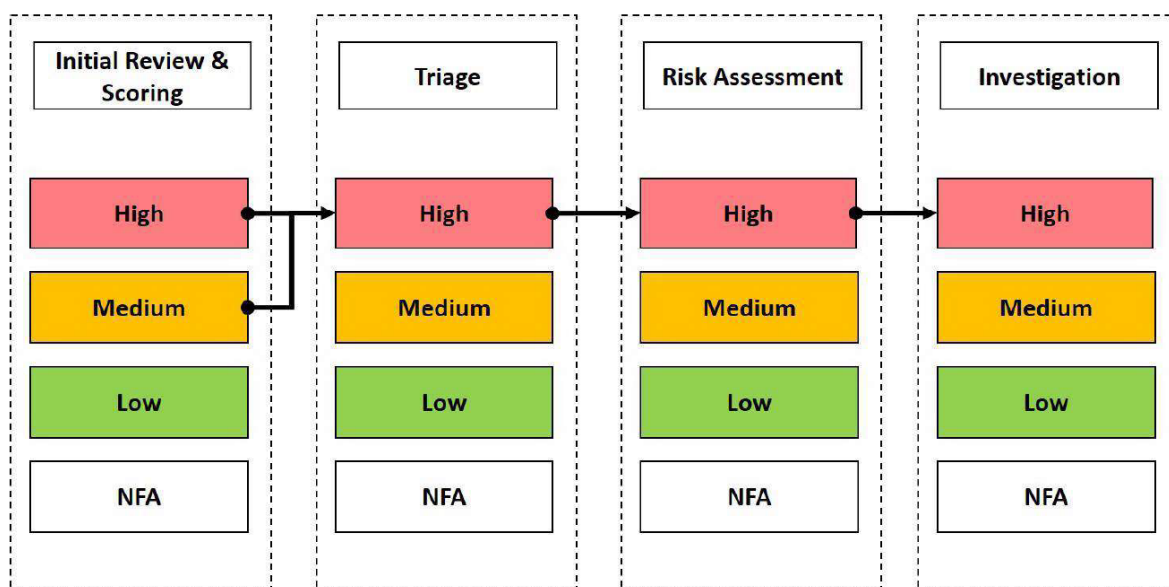 Initial Review &
Scoring
Triage
Risk Assessment
Investigation
High
High
High
High
Medium
Medium
Medium
Medium
Low
Low
Low
Low
NFA
NFA
NFA
NFA